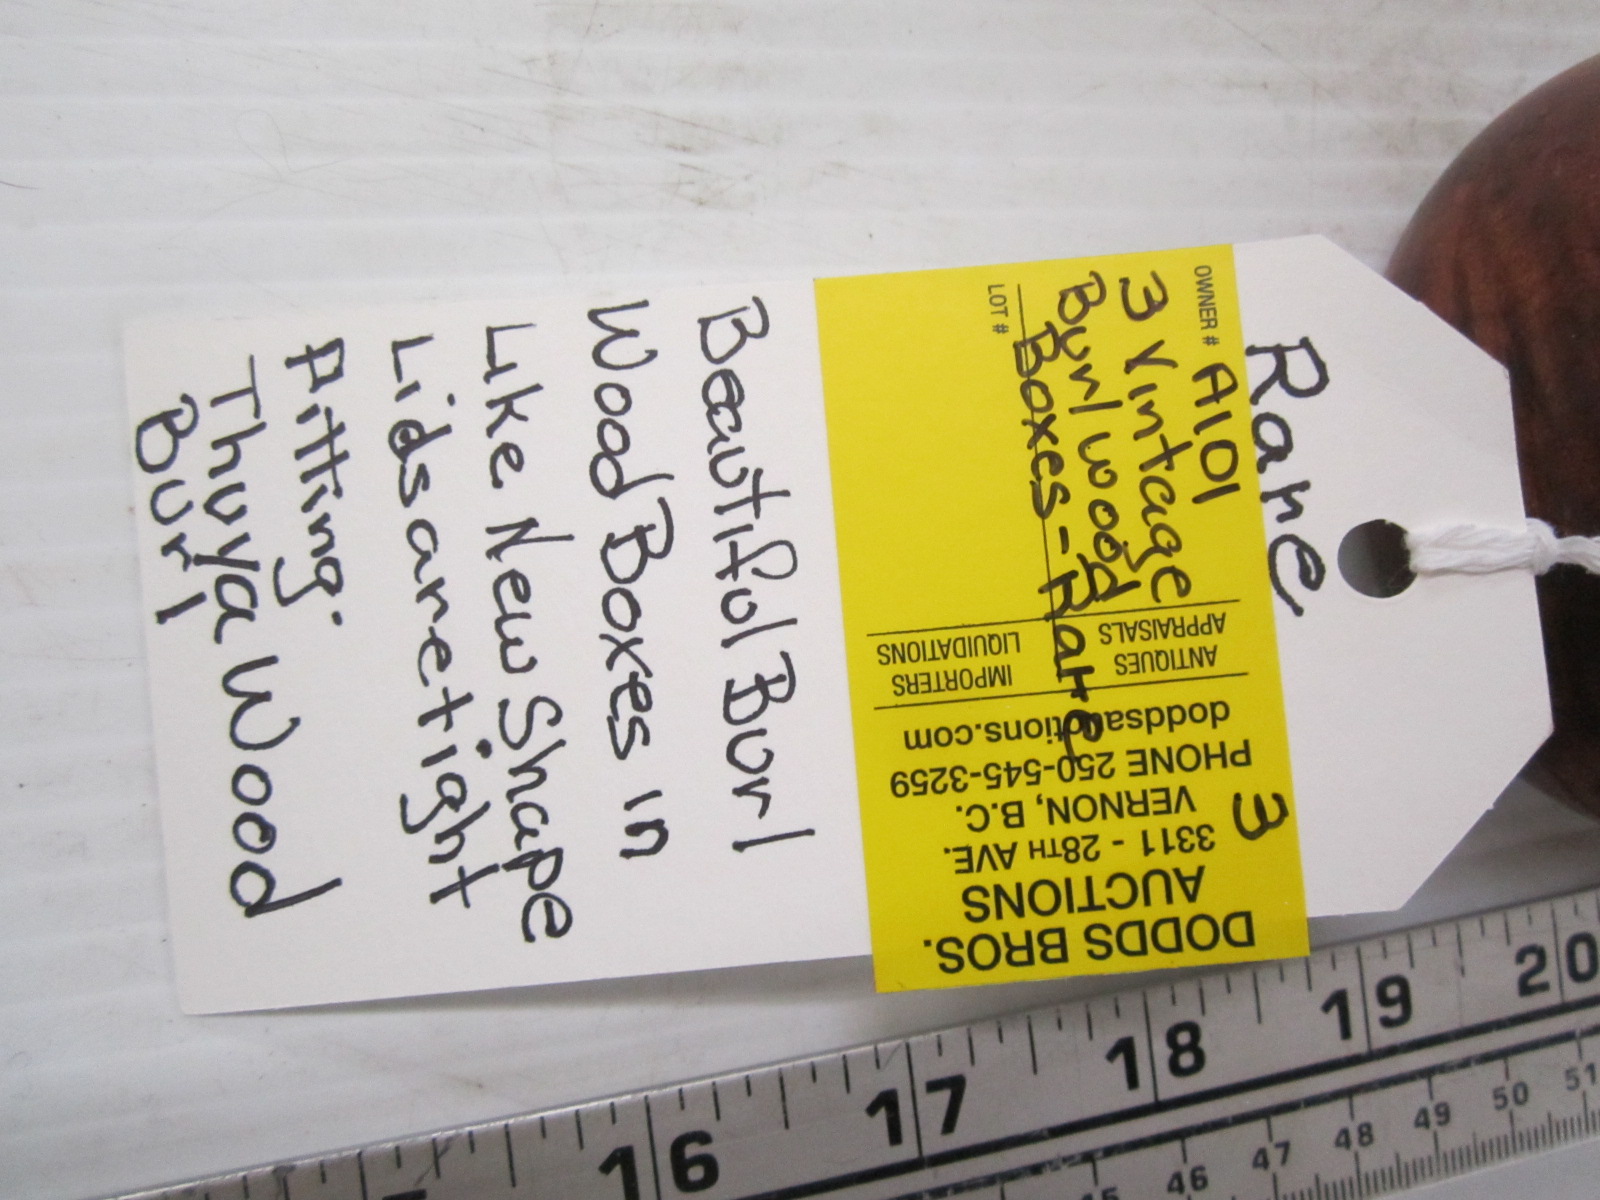 Rare
OWNER # A101
3 Vintage
Burl wood
Boxes - Rare
LOT #
3
DODDS BROS.
AUCTIONS
3311 - 28TH AVE.
VERNON, B.C.
PHONE 250-545-3259
doddsauctions.com
ANTIQUES
APPRAISALS
IMPORTERS
LIQUIDATIONS
Beautiful Burl
Wood Boxes in
Like New Shape
Lids are tight
Fitting.
Thuya Wood
Burl
16 17 18 19 20
45 46 47 48 49 50 51